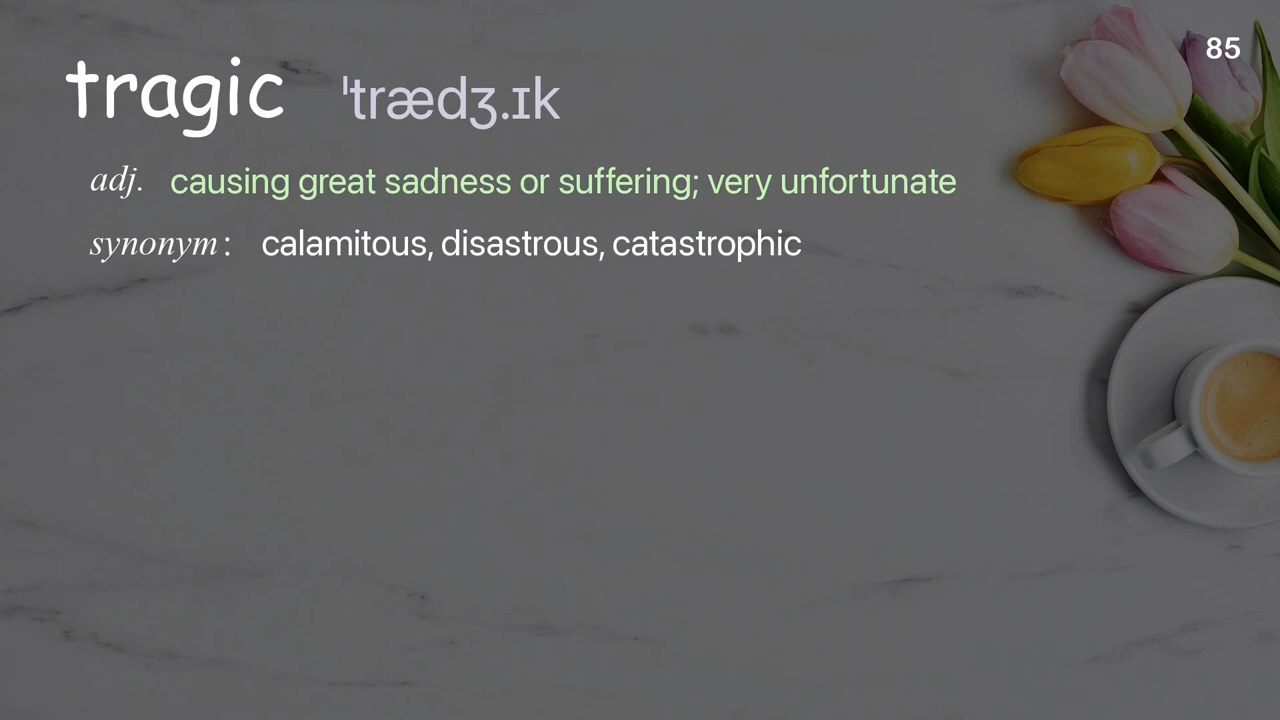 85
tragic ˈtrædʒ.ɪk
adj. causing great sadness or suffering; very unfortunate
synonym: calamitous, disastrous, catastrophic